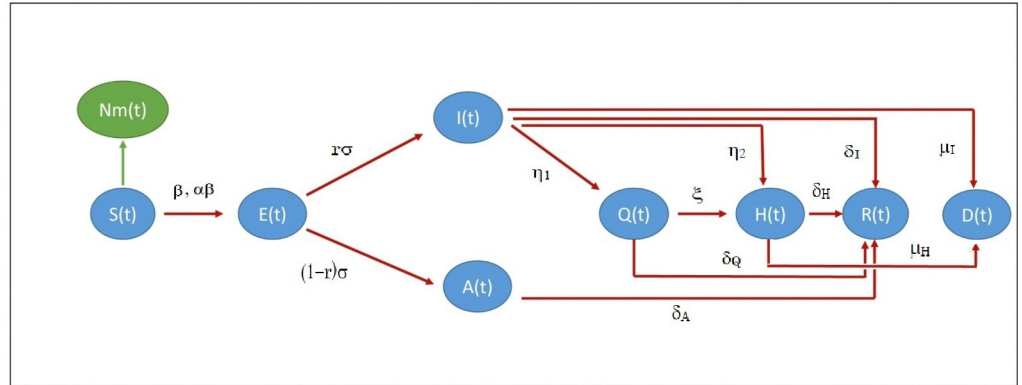 Nm(t)
I(t)
rσ
μI
η2
δI
η1
β, αβ
ξ
δH
S(t)
E(t)
Q(t)
H(t)
R(t)
D(t)
δQ
μH
(1-r)σ
A(t)
δA